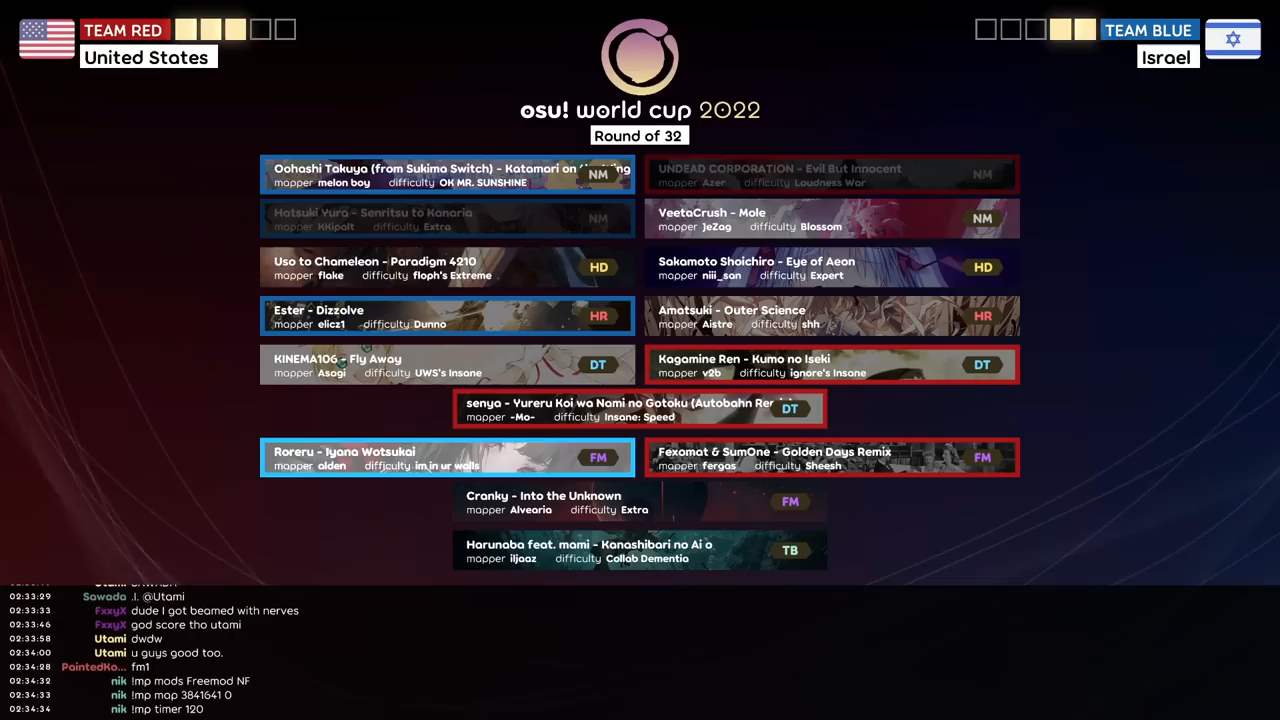 TEAM RED
United States
TEAM BLUE
Israel
osu! world cup 2022
Round of 32
Oohashi Takuya (from Sukima Switch) - Katamari on
NM
mapper melon boy difficulty OK MR. SUNSHINE
UNDEAD CORPORATION - Evil But Innocent
NM
mapper Azer difficulty Loudness War
Hatsuki Yura - Senritsu to Kanaria
NM
mapper KKipalt difficulty Extra
VeetaCrush - Mole
NM
mapper JeZag difficulty Blossom
Uso to Chameleon - Paradigm 4210
HD
mapper flake difficulty floph's Extreme
Sakamoto Shoichiro - Eye of Aeon
HD
mapper niii_san difficulty Expert
Ester - Dizzolve
HR
mapper elicz1 difficulty Dunno
Amatsuki - Outer Science
HR
mapper Aistre difficulty shh
KINEMA106 - Fly Away
DT
mapper Asagi difficulty UWS's Insane
Kagamine Ren - Kumo no Iseki
DT
mapper v2b difficulty ignore's Insane
senya - Yureru Koi wa Nami no Gotoku (Autobahn
DT
mapper -Mo- difficulty Insane: Speed
Roreru - Iyana Wotsukai
FM
mapper alden difficulty im in ur walls
Fexomat & SumOne - Golden Days Remix
FM
mapper fergas difficulty Sheesh
Cranky - Into the Unknown
FM
mapper Alvearia difficulty Extra
Harunaba feat. mami - Kanashibari no Ai o
TB
mapper iljaaz difficulty Collab Dementia
02:33:29 Sawada .l. @Utami
02:33:33 FxxyX dude I got beamed with nerves
02:33:46 FxxyX god score tho utami
02:33:58 Utami dwdw
02:34:00 Utami u guys good too.
02:34:28 PaintedKo... fm1
02:34:32 nik !mp mods Freemod NF
02:34:33 nik !mp map 3841641 0
02:34:34 nik !mp timer 120